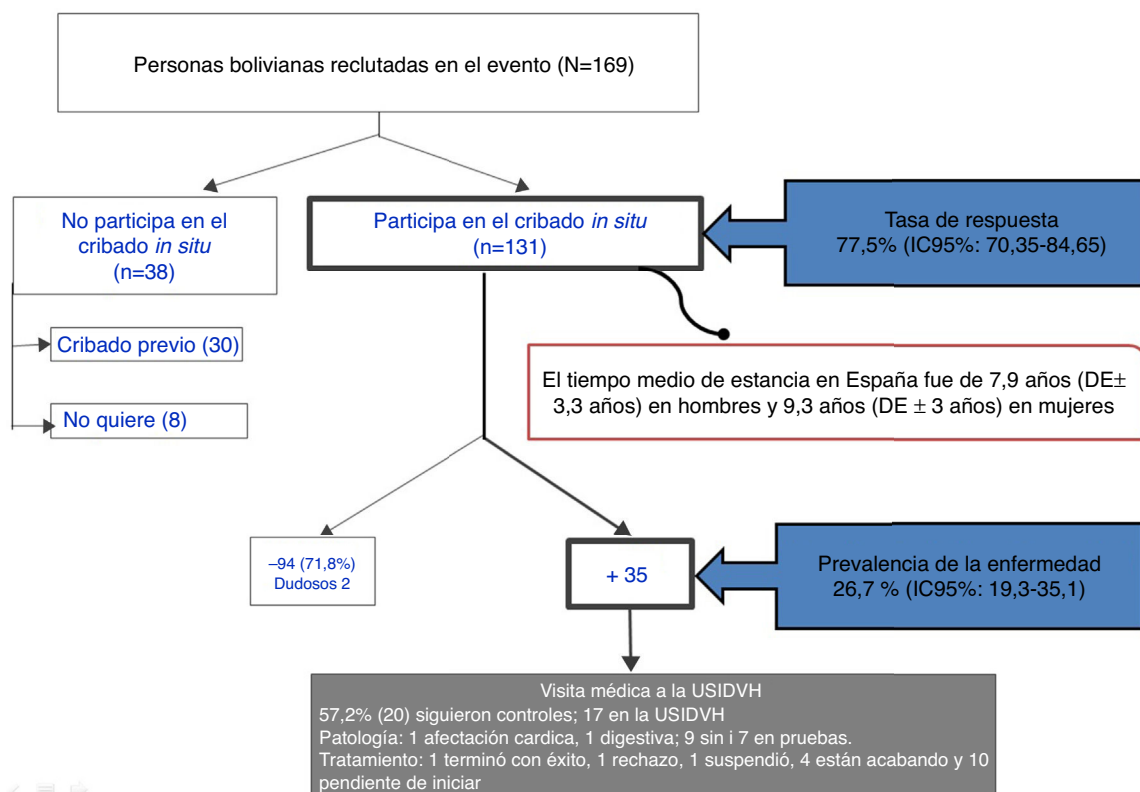 Personas bolivianas reclutadas en el evento (N=169)
No participa en el
cribado in situ
(n=38)
Participa en el cribado in situ
(n=131)
Tasa de respuesta
77,5% (IC95%: 70,35-84,65)
Cribado previo (30)
No quiere (8)
El tiempo medio de estancia en España fue de 7,9 años (DE±
3,3 años) en hombres y 9,3 años (DE ± 3 años) en mujeres
–94 (71,8%)
Dudosos 2
+ 35
Prevalencia de la enfermedad
26,7 % (IC95%: 19,3-35,1)
Visita médica a la USIDVH
57,2% (20) siguieron controles; 17 en la USIDVH
Patología: 1 afectación cardica, 1 digestiva; 9 sin i 7 en pruebas.
Tratamiento: 1 terminó con éxito, 1 rechazo, 1 suspendió, 4 están acabando y 10
pendiente de iniciar